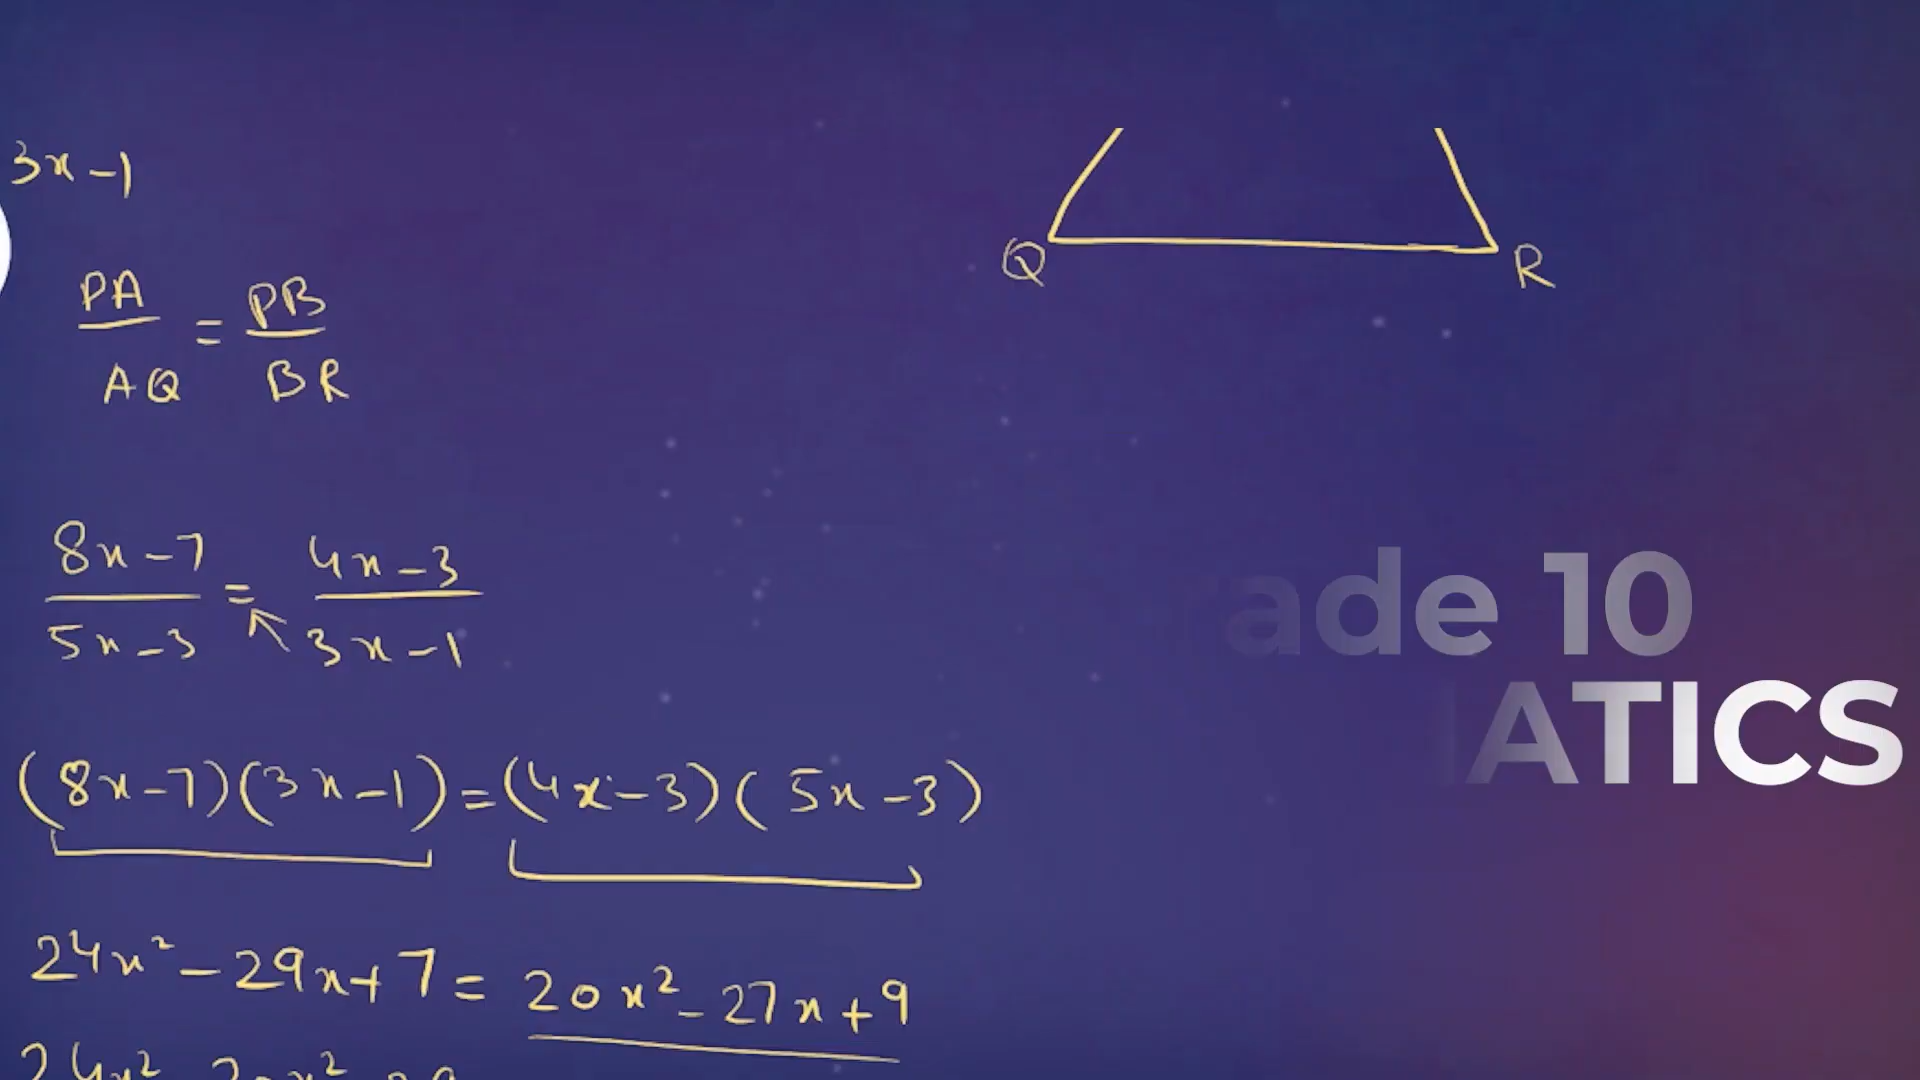 3x-1
Q R
PA/AQ = PB/BR
8x-7/5x-3 = 4x-3/3x-1
ade 10
ATICS
(8x-7)(3x-1)=(4x-3)(5x-3)
24x²-29x+7=20x²-27x+9